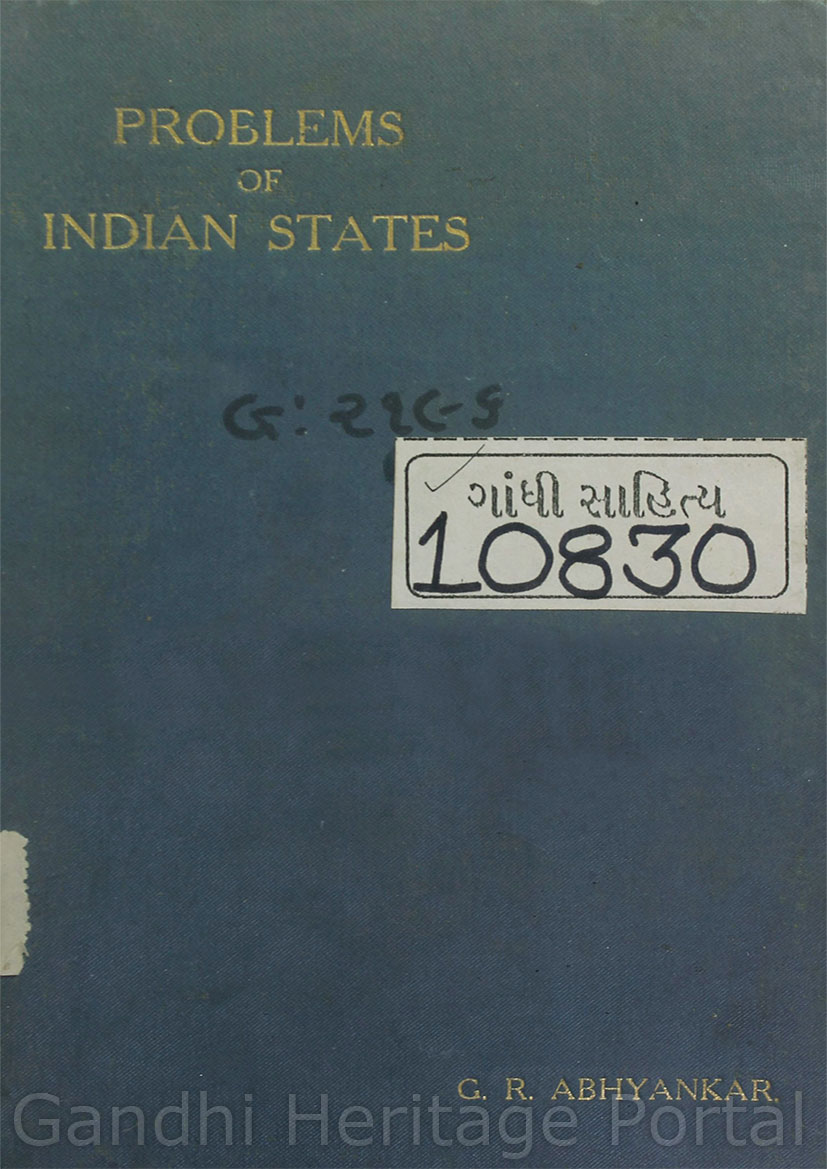 PROBLEMS
OF
INDIAN STATES
ગાંધી સાહિત્ય
10830
G. R. ABHYANKAR.
Gandhi Heritage Portal